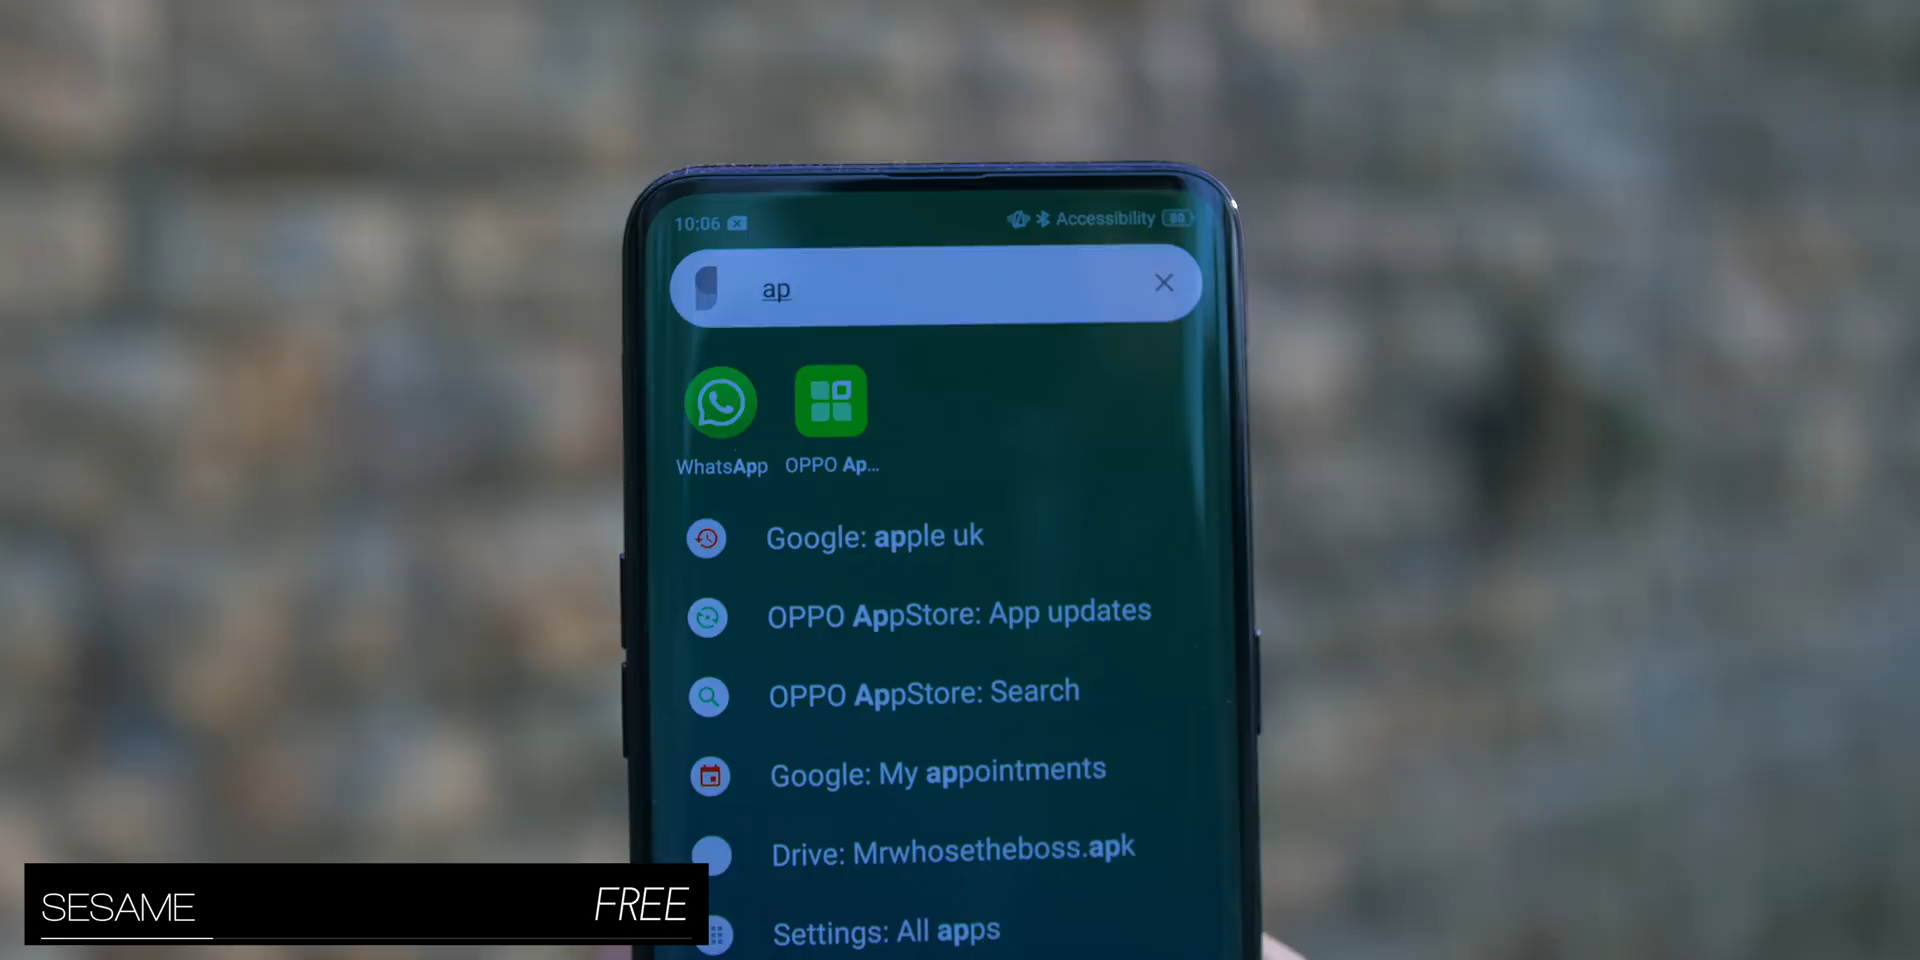 10:06 Accessibility 80
ap
WhatsApp OPPO Ap...
Google: apple uk
OPPO AppStore: App updates
OPPO AppStore: Search
Google: My appointments
Drive: Mrwhosetheboss.apk
Settings: All apps
SESAME FREE